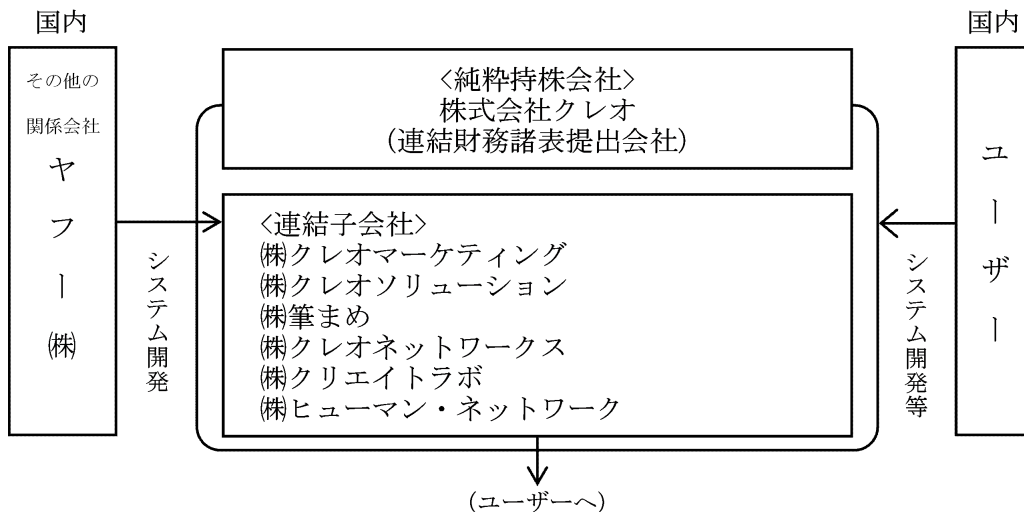 国内
その他の
関係会社
ヤフー㈱
システム開発
<純粋持株会社>
株式会社クレオ
(連結財務諸表提出会社)
<連結子会社>
㈱クレオマーケティング
㈱クレオソリューション
㈱筆まめ
㈱クレオネットワークス
㈱クリエイトラボ
㈱ヒューマン・ネットワーク
(ユーザーへ)
システム開発等
国内
ユーザー